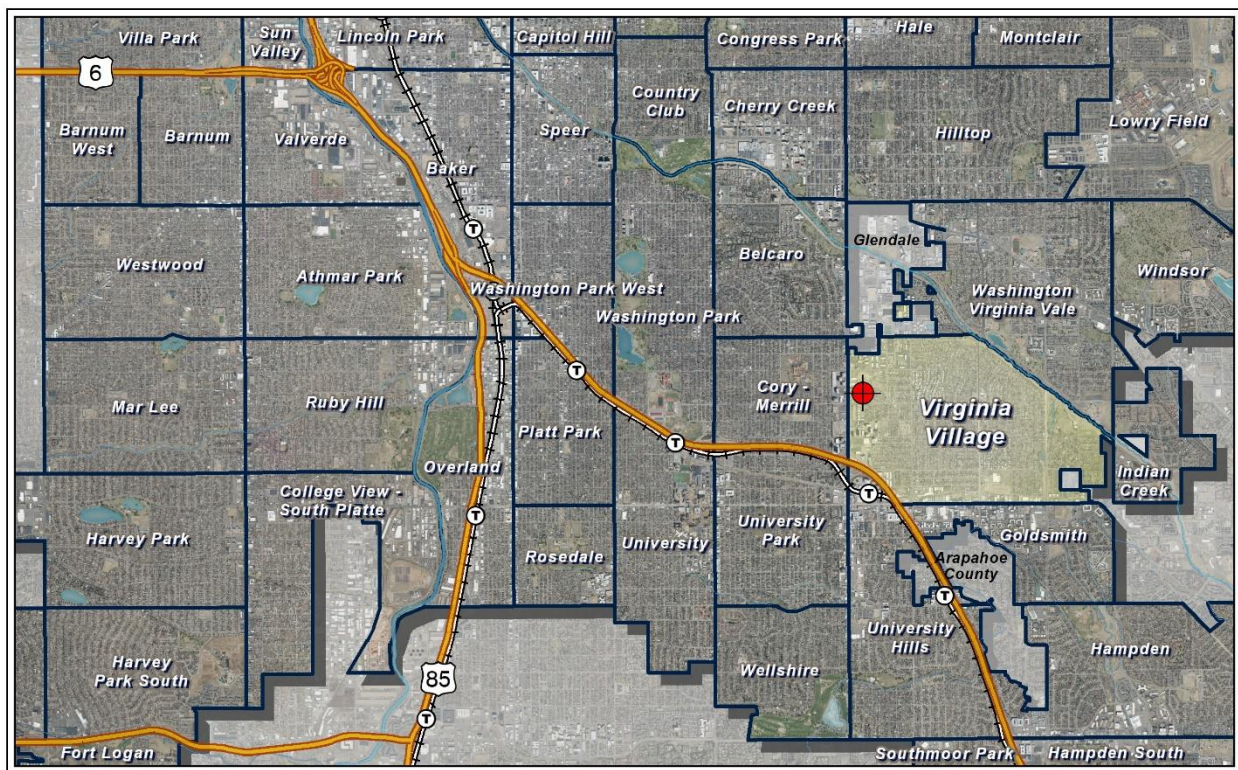 Villa Park
Sun
Valley
Lincoln Park
Capitol Hill
Congress Park
Hale
Montclair
6
Country
Club
Cherry Creek
Barnum
West
Barnum
Valverde
Baker
Speer
Hilltop
Lowry Field
T
Westwood
Athmar Park
Washington Park West
Washington Park
Belcaro
Glendale
Washington
Virginia Vale
Windsor
Mar Lee
Ruby Hill
T
Platt Park
Cory -
Merrill
Virginia
Village
T
Overland
College View -
South Platte
Indian
Creek
T
T
Harvey Park
Rosedale
University
University
Park
Goldsmith
Arapahoe
County
T
Harvey
Park South
University
Hills
Hampden
Wellshire
85
T
Fort Logan
Southmoor Park
Hampden South